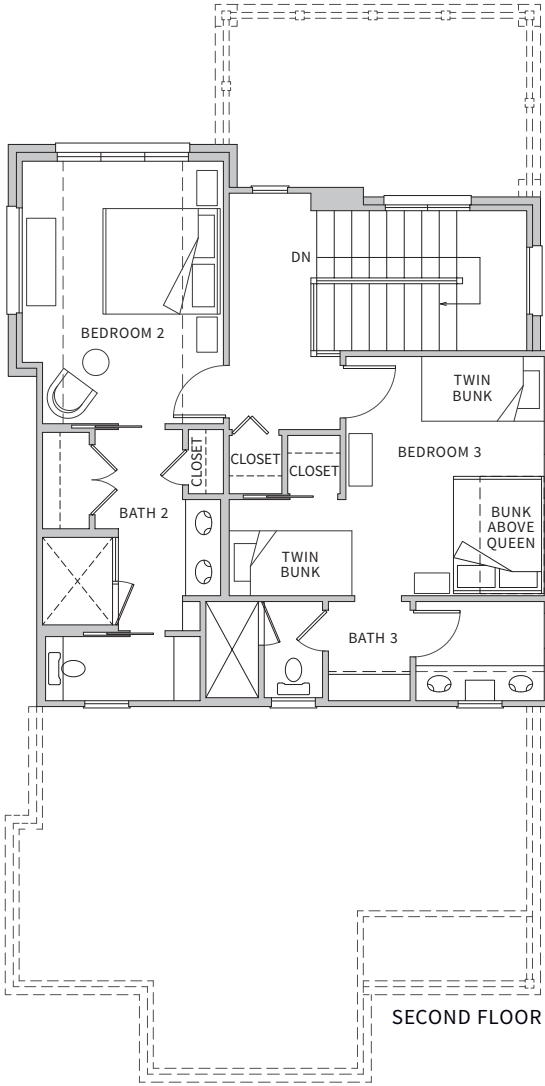 DN
BEDROOM 2
TWIN
BUNK
BEDROOM 3
CLOSET
CLOSET
CLOSET
BATH 2
BUNK
ABOVE
QUEEN
TWIN
BUNK
BATH 3
SECOND FLOOR